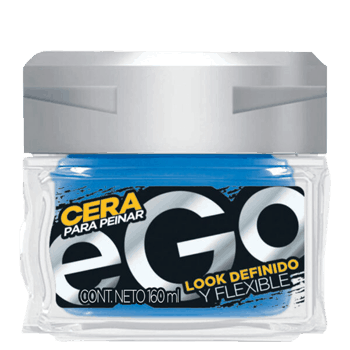 CERA
PARA PEINAR
eGo
LOOK DEFINIDO
Y FLEXIBLE
CONT. NETO 160 ml